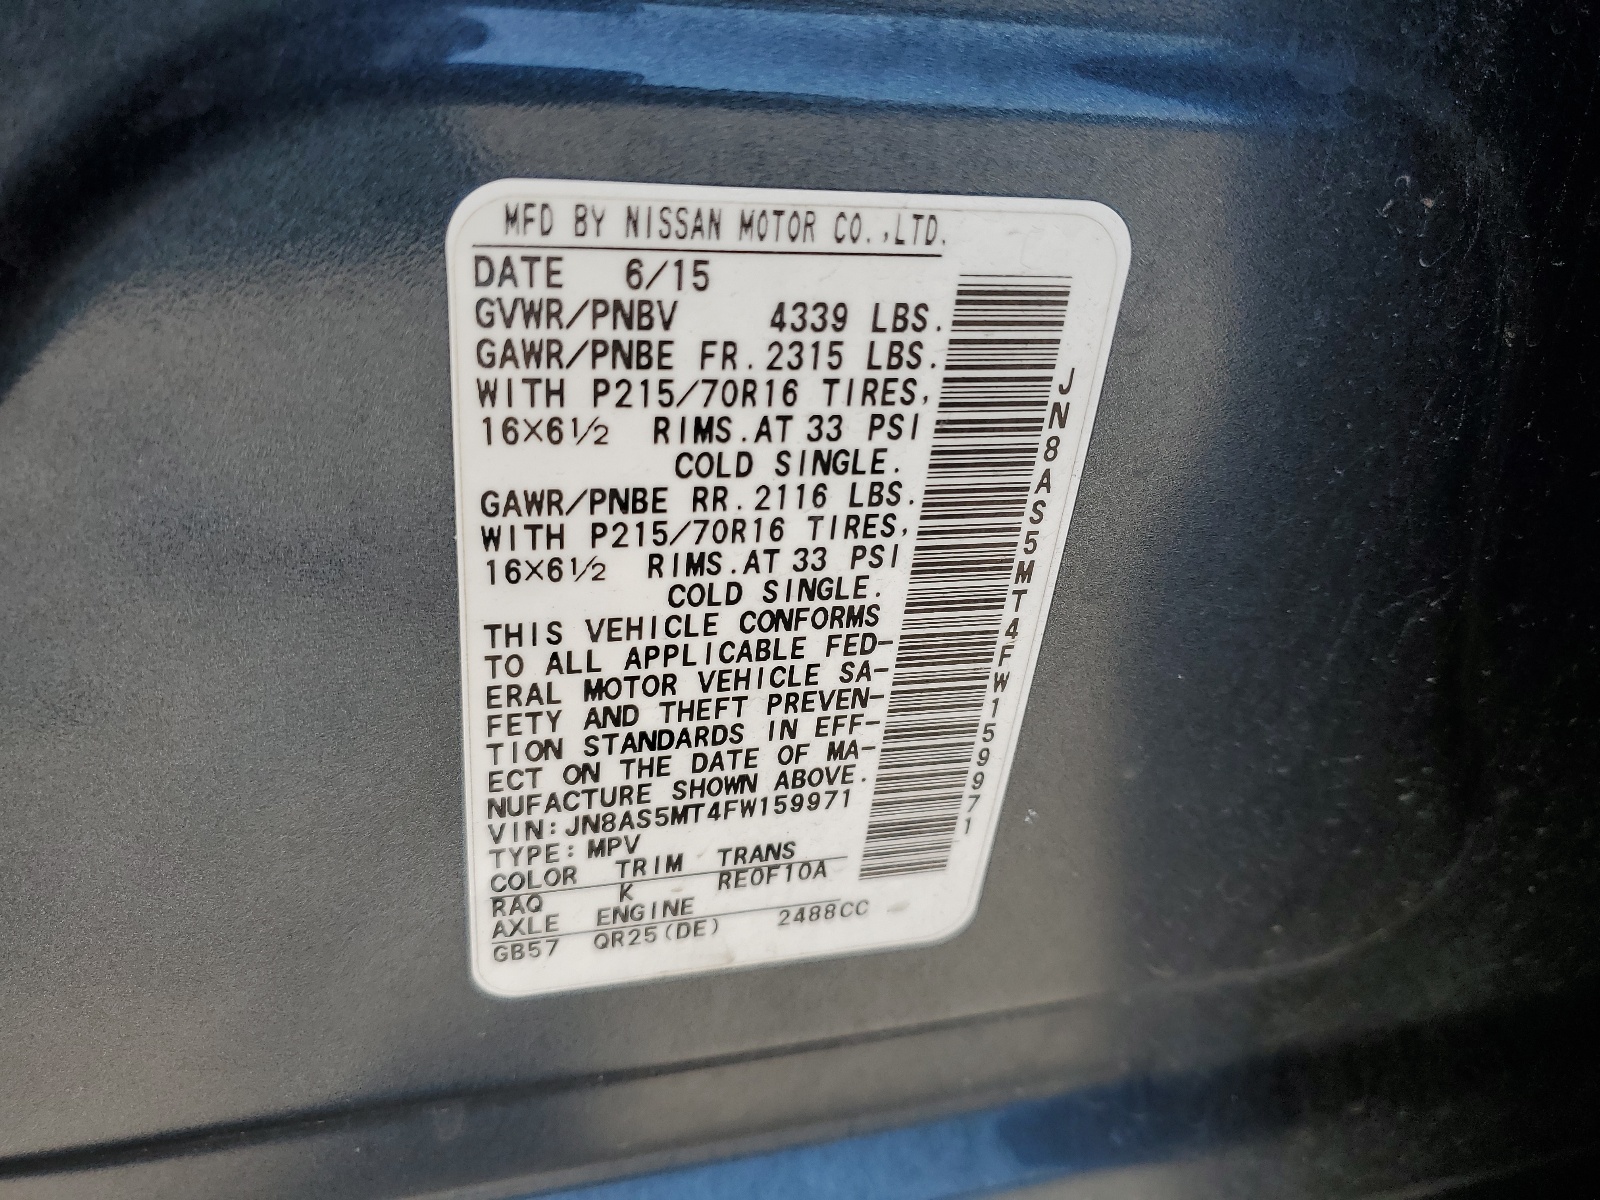 MFD BY NISSAN MOTOR CO.,LTD.
DATE 6/15
GVWR/PNBV 4339 LBS.
GAWR/PNBE FR.2315 LBS.
WITH P215/70R16 TIRES,
16×6½ RIMS.AT 33 PSI
COLD SINGLE.
GAWR/PNBE RR.2116 LBS.
WITH P215/70R16 TIRES,
16×6½ RIMS.AT 33 PSI
COLD SINGLE.
THIS VEHICLE CONFORMS
TO ALL APPLICABLE FED-
ERAL MOTOR VEHICLE SA-
FETY AND THEFT PREVEN-
TION STANDARDS IN EFF-
ECT ON THE DATE OF MA-
NUFACTURE SHOWN ABOVE.
VIN:JN8AS5MT4FW159971
TYPE:MPV
COLOR TRIM TRANS
RAQ K RE0F10A
AXLE ENGINE
GB57 QR25(DE) 2488CC
JN8AS5MT4FW159971